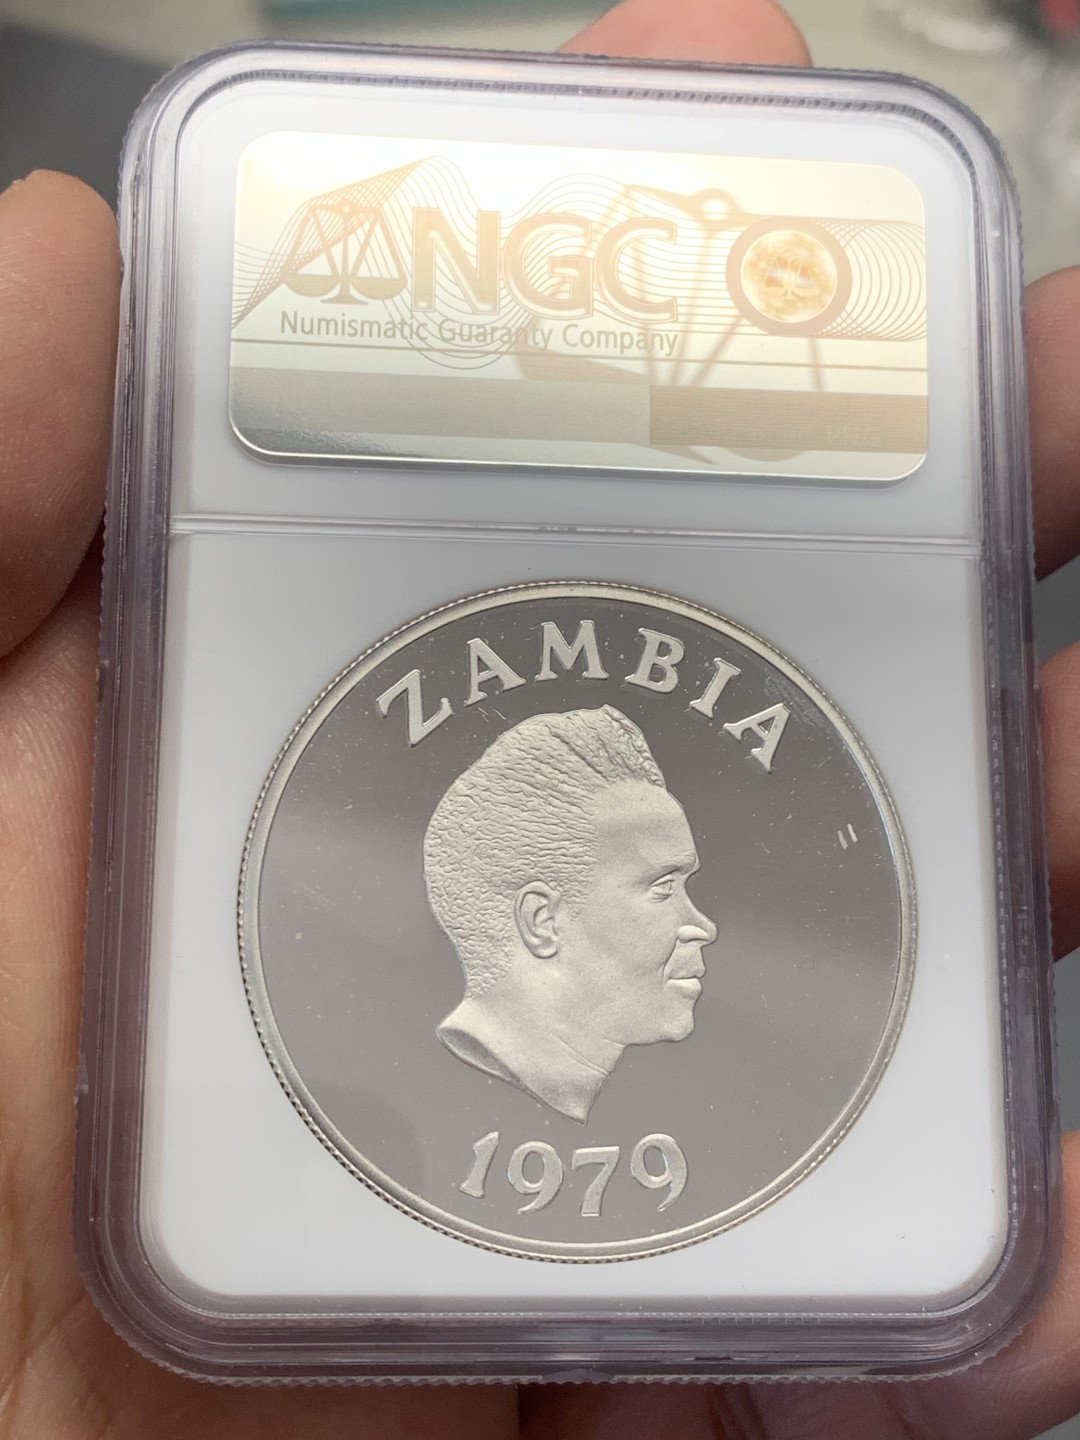 NGC
Numismatic Guaranty Company
ZAMBIA
1979